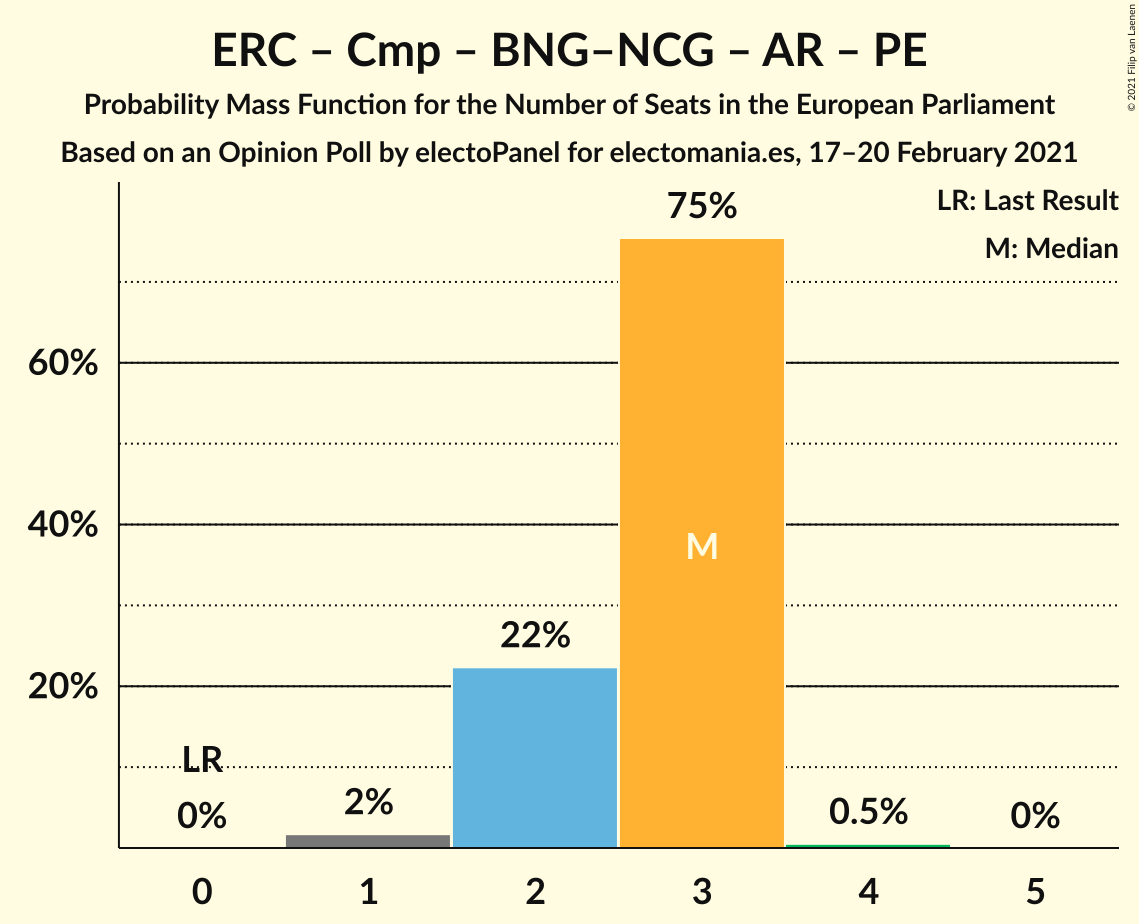 ERC – Cmp – BNG–NCG – AR – PE
Probability Mass Function for the Number of Seats in the European Parliament
Based on an Opinion Poll by electoPanel for electomania.es, 17–20 February 2021
© 2021 Filip van Laenen
LR: Last Result
M: Median
75%
60%
M
40%
22%
20%
LR
0%
2%
0.5%
0%
0 1 2 3 4 5